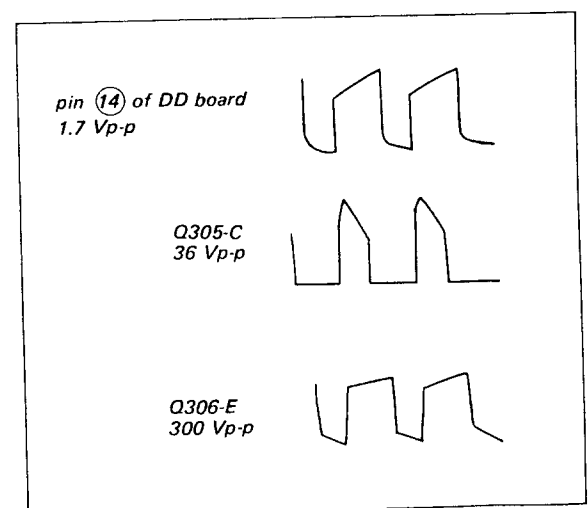 pin 14 of DD board
1.7 Vp-p
Q305-C
36 Vp-p
Q306-E
300 Vp-p